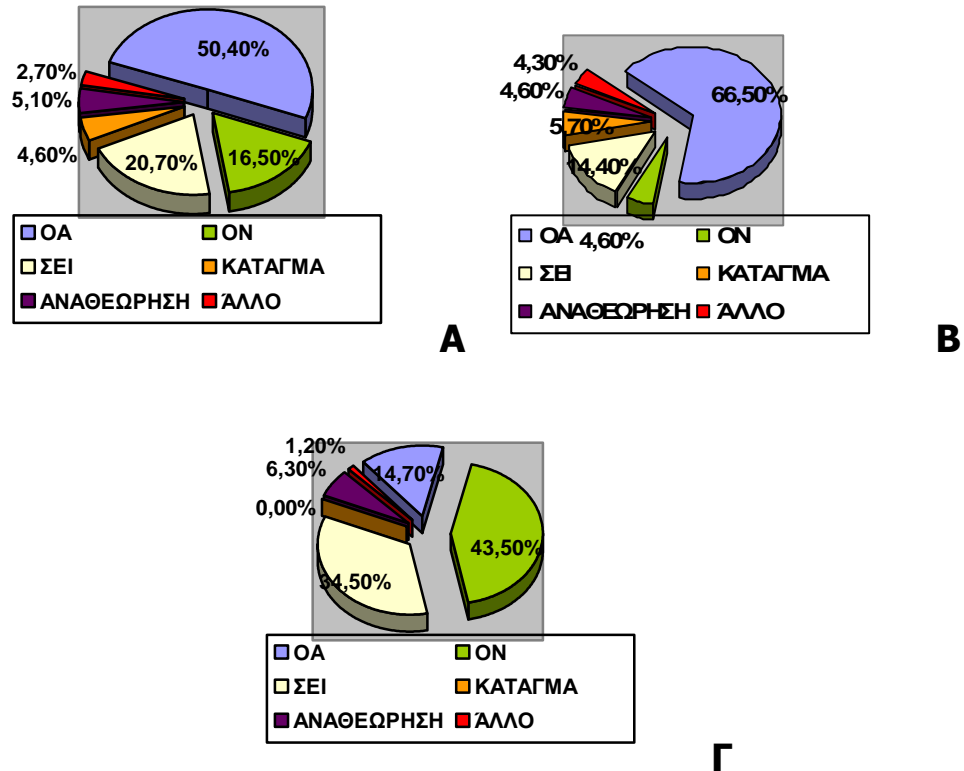 50,40%
2,70%
5,10%
4,60%
20,70%
16,50%
ΟΑ ΟΝ
ΣΕΙ ΚΑΤΑΓΜΑ
ΑΝΑΘΕΩΡΗΣΗ ΆΛΛΟ
Α
4,30%
4,60%
66,50%
5,70%
14,40%
4,60%
ΟΑ ΟΝ
ΣΕΙ ΚΑΤΑΓΜΑ
ΑΝΑΘΕΩΡΗΣΗ ΆΛΛΟ
Β
1,20%
6,30%
14,70%
0,00%
43,50%
34,50%
ΟΑ ΟΝ
ΣΕΙ ΚΑΤΑΓΜΑ
ΑΝΑΘΕΩΡΗΣΗ ΆΛΛΟ
Γ